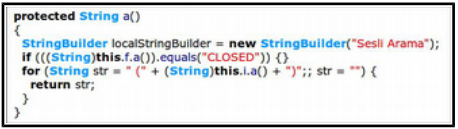 protected String a()
{
StringBuilder localStringBuilder = new StringBuilder("Sesli Arama");
if (((String)this.f.a()).equals("CLOSED")) {}
for (String str = " (" + (String)this.i.a() + ")";; str = "") {
return str;
}
}